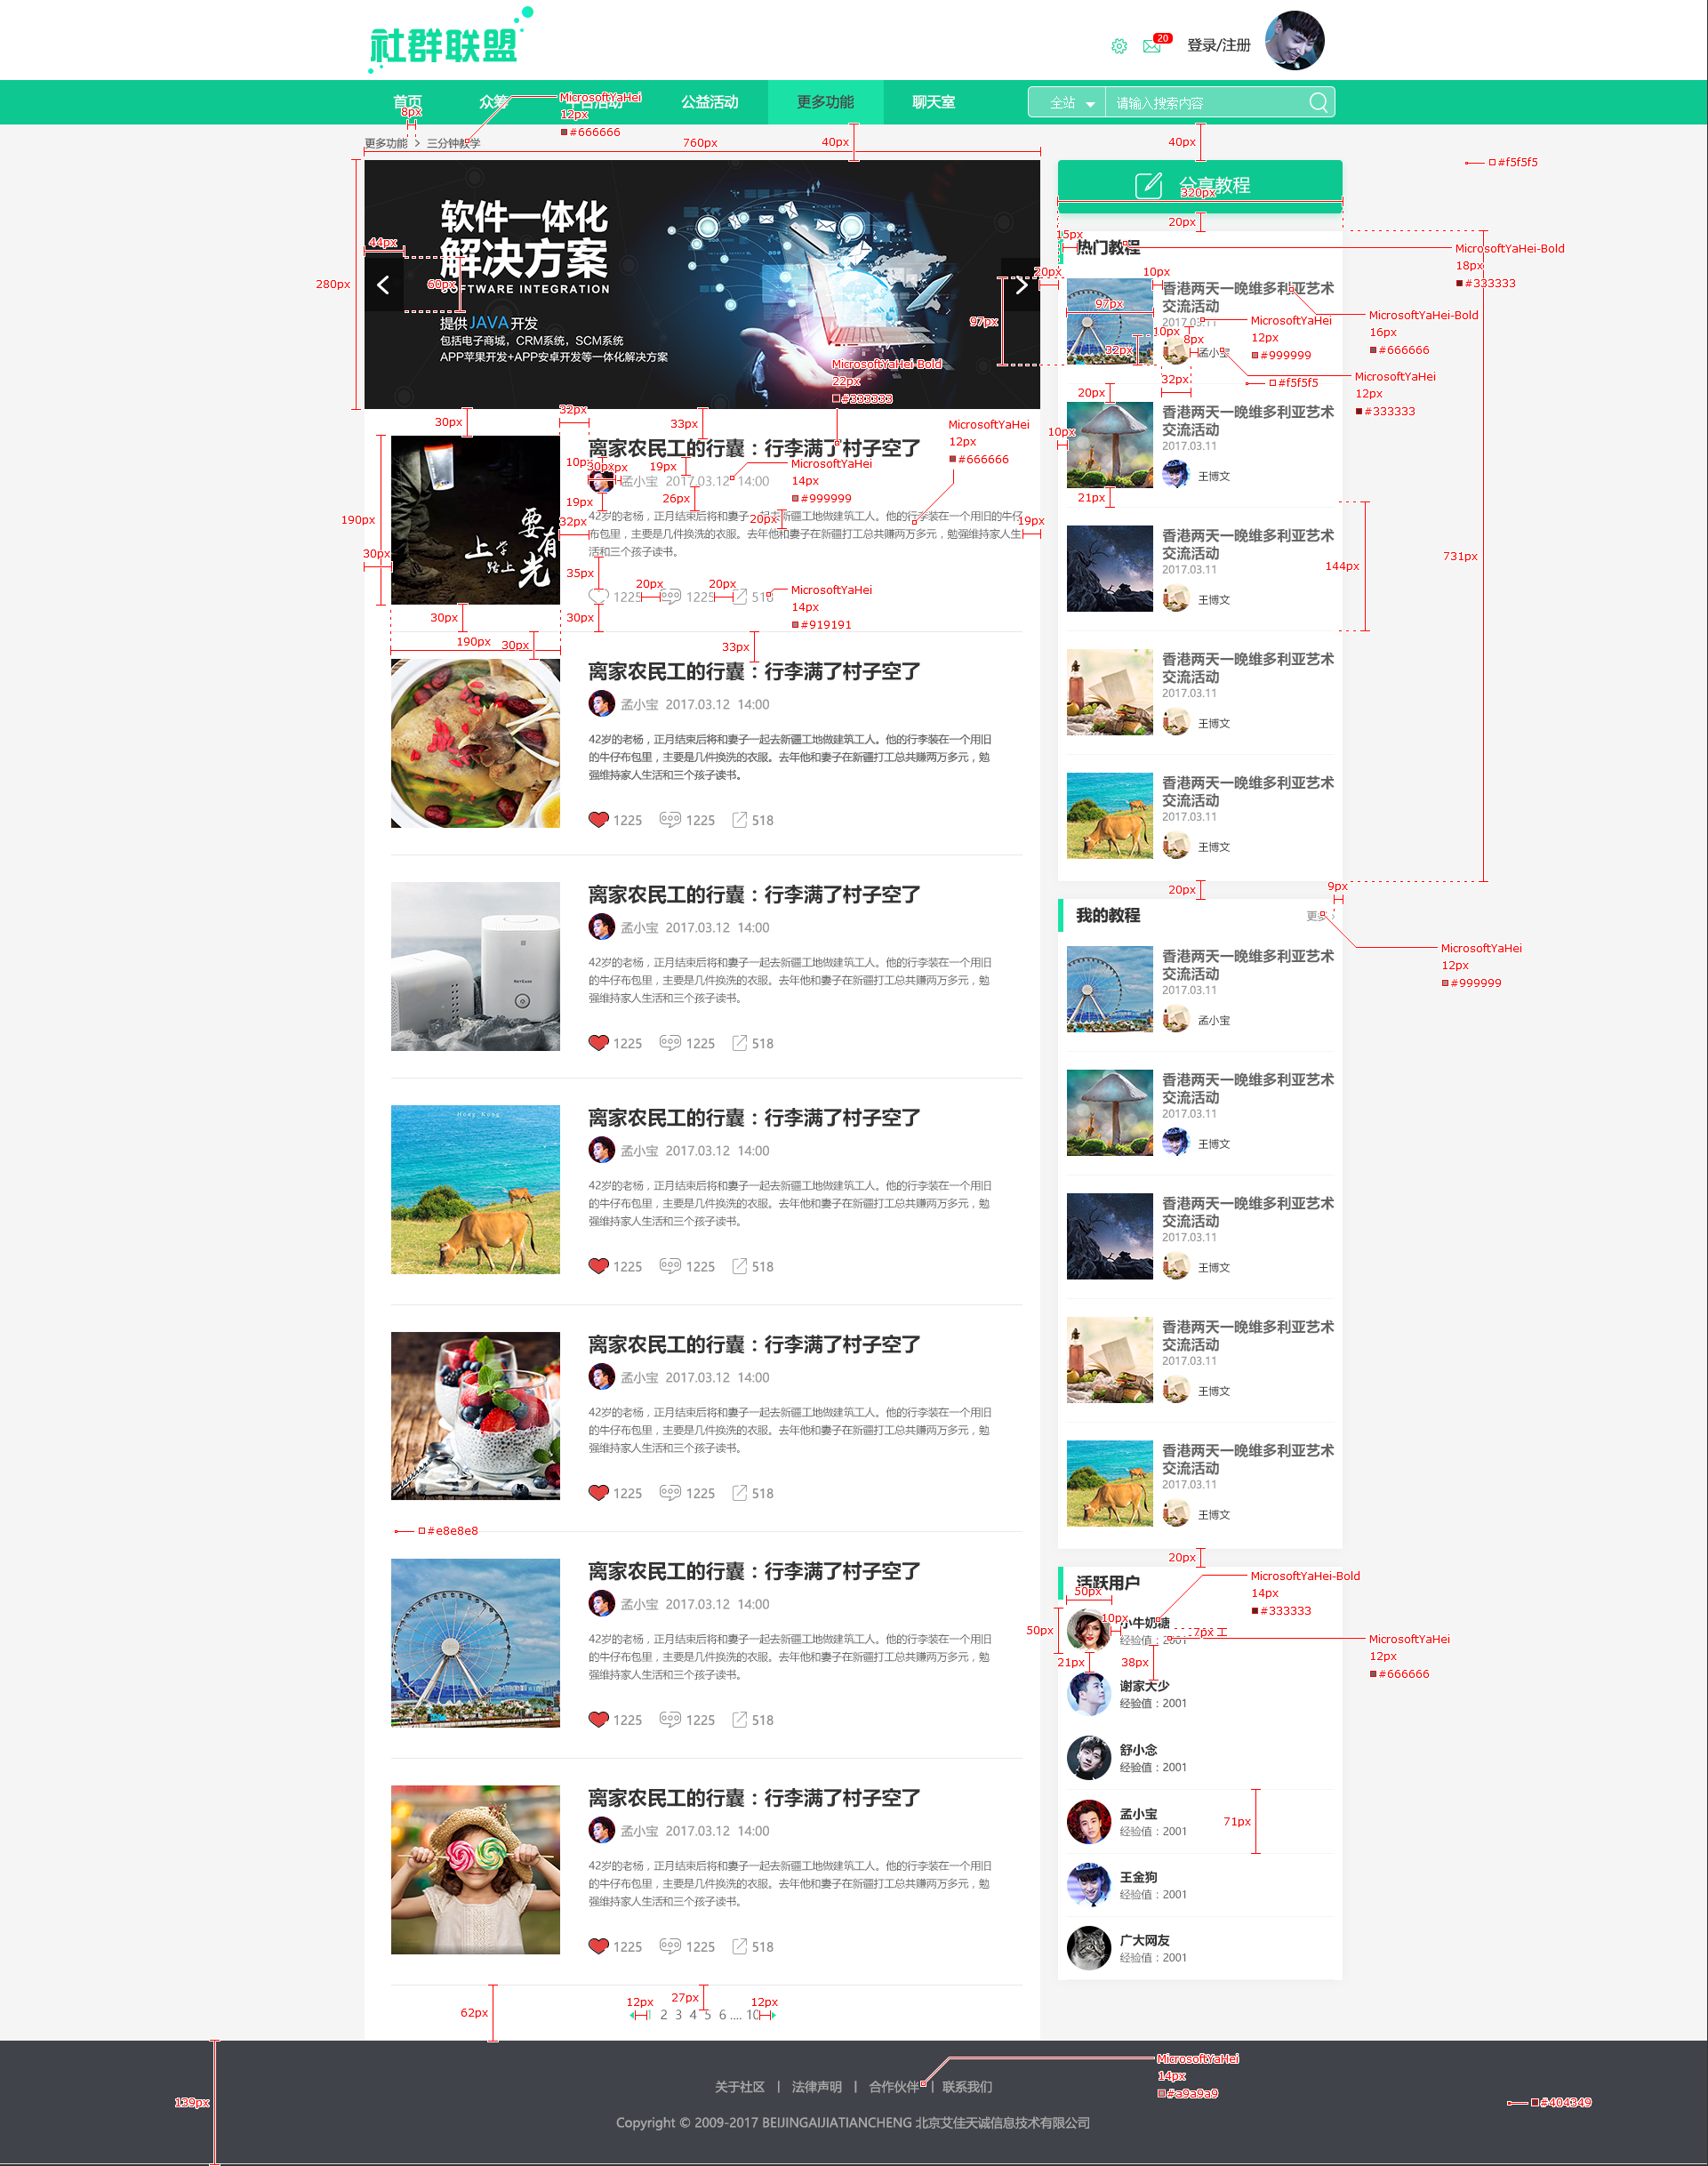 社群联盟
20
登录/注册
首页
众筹
公益活动
更多功能
聊天室
全站
请输入搜索内容
8px
MicrosoftYaHei
12px
#666666
更多功能 > 三分钟教学
760px
40px
40px
#f5f5f5
软件一体化
解决方案
SOFTWARE INTEGRATION
提供JAVA开发
包括电子商城，CRM系统，SCM系统
APP苹果开发+APP安卓开发等一体化解决方案
44px
60px
280px
97px
20px
MicrosoftYaHei-Bold
22px
#333333
分享教程
320px
20px
15px
热门教程
MicrosoftYaHei-Bold
18px
#333333
10px
97px
香港两天一晚维多利亚艺术
交流活动
2017.03.11
孟小宝
MicrosoftYaHei
12px
#999999
MicrosoftYaHei-Bold
16px
#666666
10px
8px
32px
32px
#f5f5f5
MicrosoftYaHei
12px
#333333
20px
10px
香港两天一晚维多利亚艺术
交流活动
2017.03.11
王博文
21px
香港两天一晚维多利亚艺术
交流活动
2017.03.11
王博文
144px
731px
香港两天一晚维多利亚艺术
交流活动
2017.03.11
王博文
香港两天一晚维多利亚艺术
交流活动
2017.03.11
王博文
30px
32px
33px
要有光
上学路上
离家农民工的行囊：行李满了村子空了
孟小宝 2017.03.12 14:00
10px
30px
19px
MicrosoftYaHei
14px
#999999
MicrosoftYaHei
12px
#666666
19px
26px
190px
32px
20px
19px
42岁的老杨，正月结束后将和妻子一起去新疆工地做建筑工人。他的行李装在一个用旧的牛仔
布包里，主要是几件换洗的衣服。去年他和妻子在新疆打工总共赚两万多元，勉强维持家人生
活和三个孩子读书。
30px
35px
20px
20px
1225
1225
518
MicrosoftYaHei
14px
#919191
30px
30px
190px
30px
33px
离家农民工的行囊：行李满了村子空了
孟小宝 2017.03.12 14:00
42岁的老杨，正月结束后将和妻子一起去新疆工地做建筑工人。他的行李装在一个用旧
的牛仔布包里，主要是几件换洗的衣服。去年他和妻子在新疆打工总共赚两万多元，勉
强维持家人生活和三个孩子读书。
1225 1225 518
离家农民工的行囊：行李满了村子空了
孟小宝 2017.03.12 14:00
42岁的老杨，正月结束后将和妻子一起去新疆工地做建筑工人。他的行李装在一个用旧
的牛仔布包里，主要是几件换洗的衣服。去年他和妻子在新疆打工总共赚两万多元，勉
强维持家人生活和三个孩子读书。
1225 1225 518
Hong Kong
离家农民工的行囊：行李满了村子空了
孟小宝 2017.03.12 14:00
42岁的老杨，正月结束后将和妻子一起去新疆工地做建筑工人。他的行李装在一个用旧
的牛仔布包里，主要是几件换洗的衣服。去年他和妻子在新疆打工总共赚两万多元，勉
强维持家人生活和三个孩子读书。
1225 1225 518
离家农民工的行囊：行李满了村子空了
孟小宝 2017.03.12 14:00
42岁的老杨，正月结束后将和妻子一起去新疆工地做建筑工人。他的行李装在一个用旧
的牛仔布包里，主要是几件换洗的衣服。去年他和妻子在新疆打工总共赚两万多元，勉
强维持家人生活和三个孩子读书。
1225 1225 518
#e8e8e8
离家农民工的行囊：行李满了村子空了
孟小宝 2017.03.12 14:00
42岁的老杨，正月结束后将和妻子一起去新疆工地做建筑工人。他的行李装在一个用旧
的牛仔布包里，主要是几件换洗的衣服。去年他和妻子在新疆打工总共赚两万多元，勉
强维持家人生活和三个孩子读书。
1225 1225 518
离家农民工的行囊：行李满了村子空了
孟小宝 2017.03.12 14:00
42岁的老杨，正月结束后将和妻子一起去新疆工地做建筑工人。他的行李装在一个用旧
的牛仔布包里，主要是几件换洗的衣服。去年他和妻子在新疆打工总共赚两万多元，勉
强维持家人生活和三个孩子读书。
1225 1225 518
62px
12px
27px
12px
2 3 4 5 6 .... 10
20px
9px
我的教程
更多 >
MicrosoftYaHei
12px
#999999
香港两天一晚维多利亚艺术
交流活动
2017.03.11
孟小宝
香港两天一晚维多利亚艺术
交流活动
2017.03.11
王博文
香港两天一晚维多利亚艺术
交流活动
2017.03.11
王博文
香港两天一晚维多利亚艺术
交流活动
2017.03.11
王博文
香港两天一晚维多利亚艺术
交流活动
2017.03.11
王博文
20px
活跃用户
50px
MicrosoftYaHei-Bold
14px
#333333
50px
10px
小牛奶糖
经验值：2001
7px
MicrosoftYaHei
12px
#666666
21px
38px
谢家大少
经验值：2001
舒小念
经验值：2001
孟小宝
经验值：2001
71px
王金狗
经验值：2001
广大网友
经验值：2001
139px
MicrosoftYaHei
14px
#a9a9a9
关于社区 | 法律声明 | 合作伙伴 | 联系我们
#404349
Copyright © 2009-2017 BEIJINGAIJIATIANCHENG 北京艾佳天诚信息技术有限公司